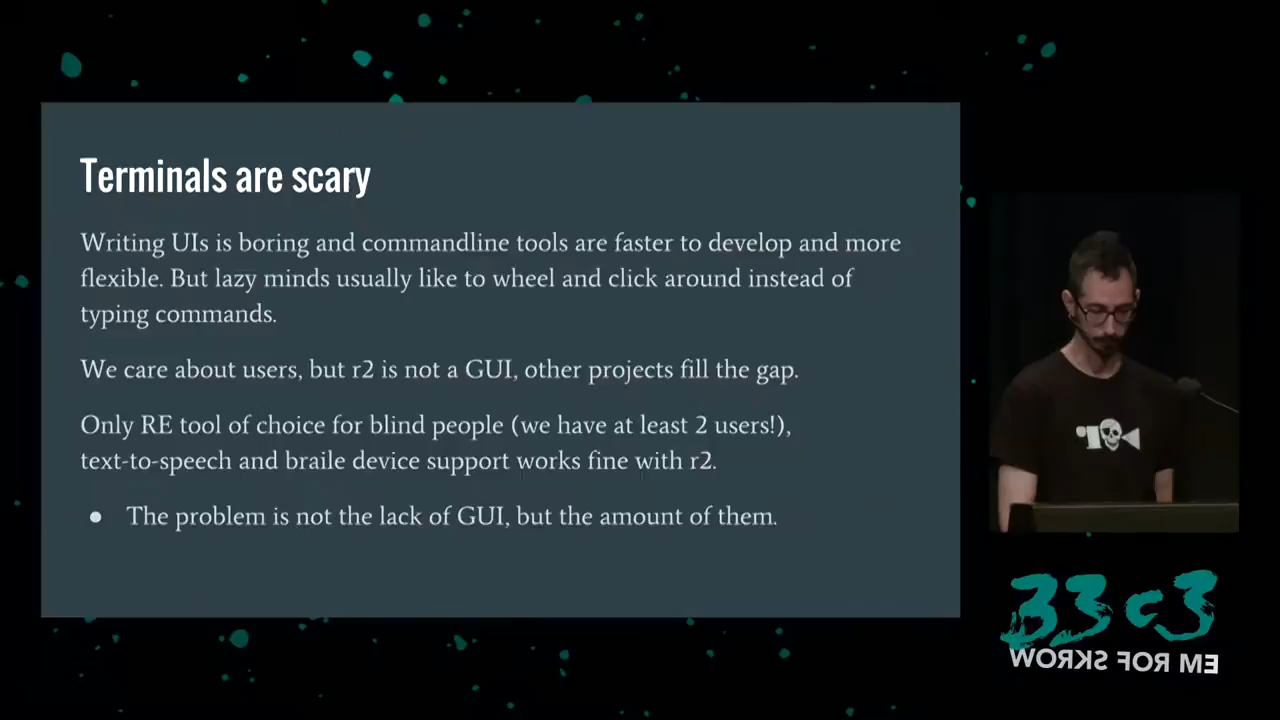 Terminals are scary
Writing UIs is boring and commandline tools are faster to develop and more
flexible. But lazy minds usually like to wheel and click around instead of
typing commands.
We care about users, but r2 is not a GUI, other projects fill the gap.
Only RE tool of choice for blind people (we have at least 2 users!),
text-to-speech and braile device support works fine with r2.
● The problem is not the lack of GUI, but the amount of them.
33c3
WORKS FOR ME